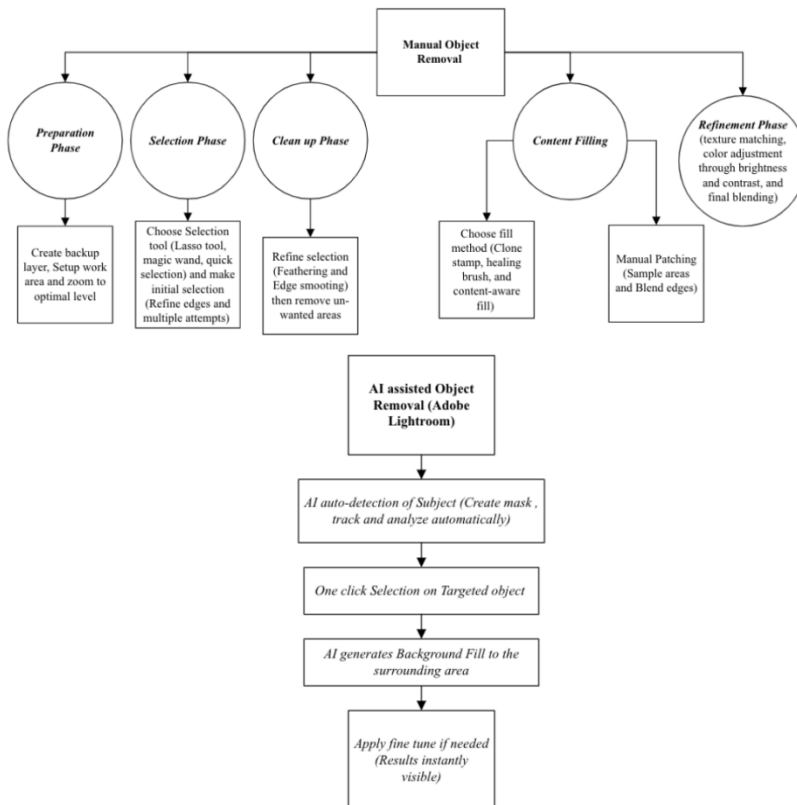 Manual Object
Removal
Preparation
Phase
Selection Phase
Clean up Phase
Content Filling
Refinement Phase
(texture matching,
color adjustment
through brightness
and contrast, and
final blending)
Create backup
layer, Setup work
area and zoom to
optimal level
Choose Selection
tool (Lasso tool,
magic wand, quick
selection) and make
initial selection
(Refine edges and
multiple attempts)
Refine selection
(Feathering and
Edge smooting)
then remove un-
wanted areas
Choose fill
method (Clone
stamp, healing
brush, and
content-aware
fill)
Manual Patching
(Sample areas
and Blend edges)
AI assisted Object
Removal (Adobe
Lightroom)
AI auto-detection of Subject (Create mask ,
track and analyze automatically)
One click Selection on Targeted object
AI generates Background Fill to the
surrounding area
Apply fine tune if needed
(Results instantly
visible)